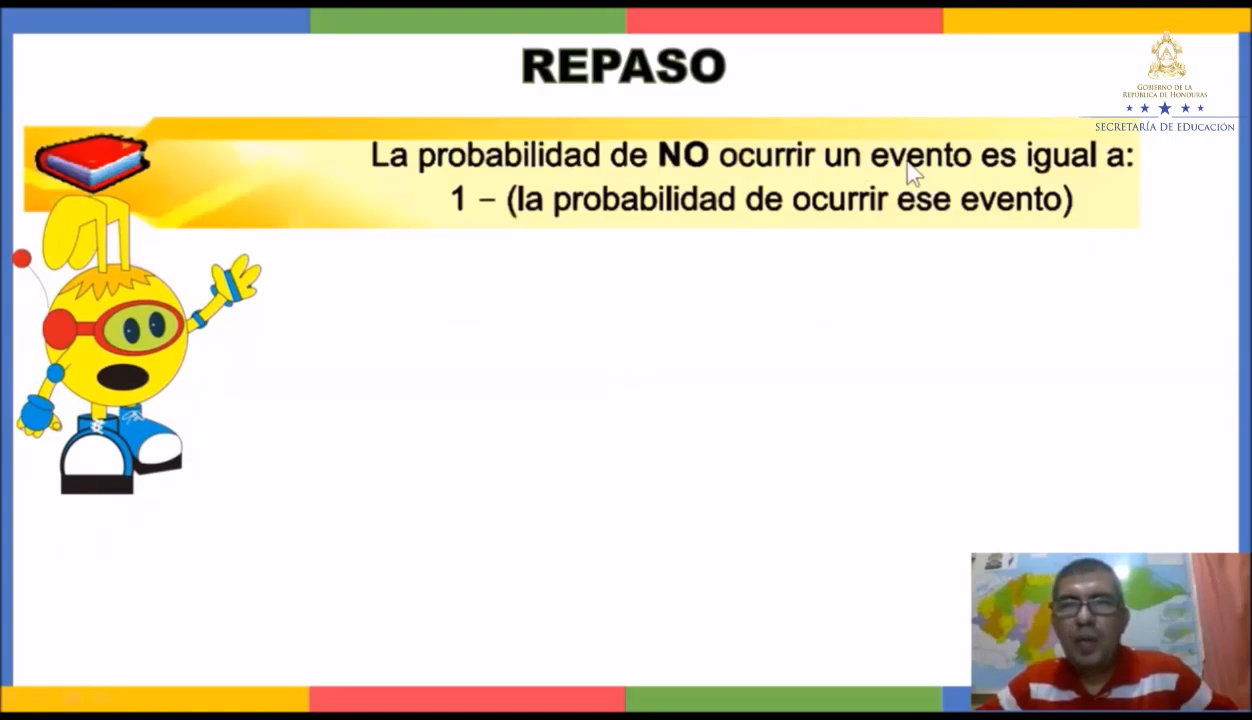 REPASO
GOBIERNO DE LA
REPÚBLICA DE HONDURAS
SECRETARÍA DE EDUCACIÓN
La probabilidad de NO ocurrir un evento es igual a:
1 – (la probabilidad de ocurrir ese evento)